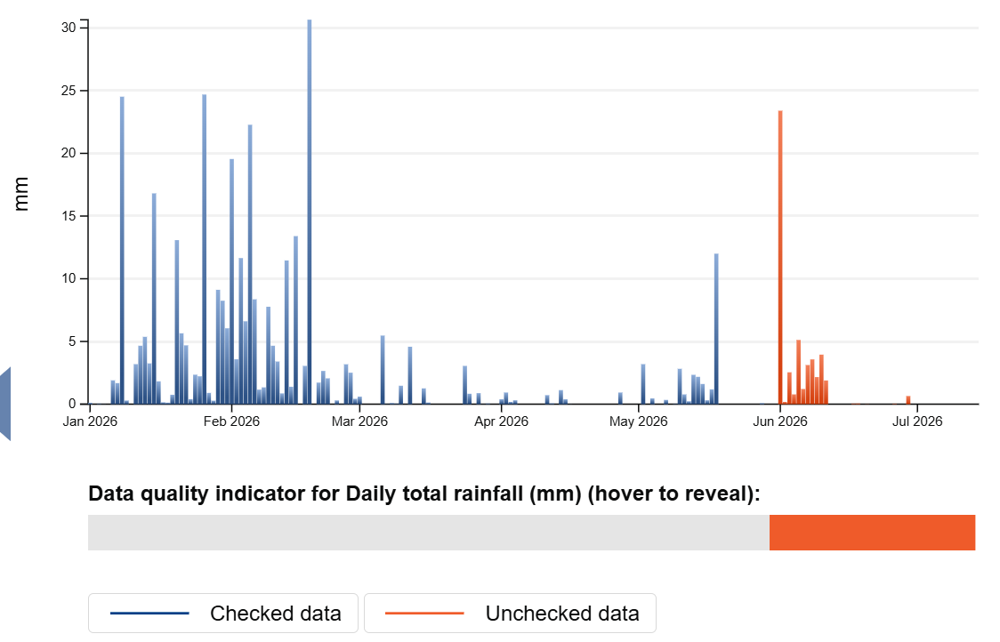 30
25
20
15
10
5
0
mm
Jan 2026 Feb 2026 Mar 2026 Apr 2026 May 2026 Jun 2026 Jul 2026
Data quality indicator for Daily total rainfall (mm) (hover to reveal):
Checked data Unchecked data